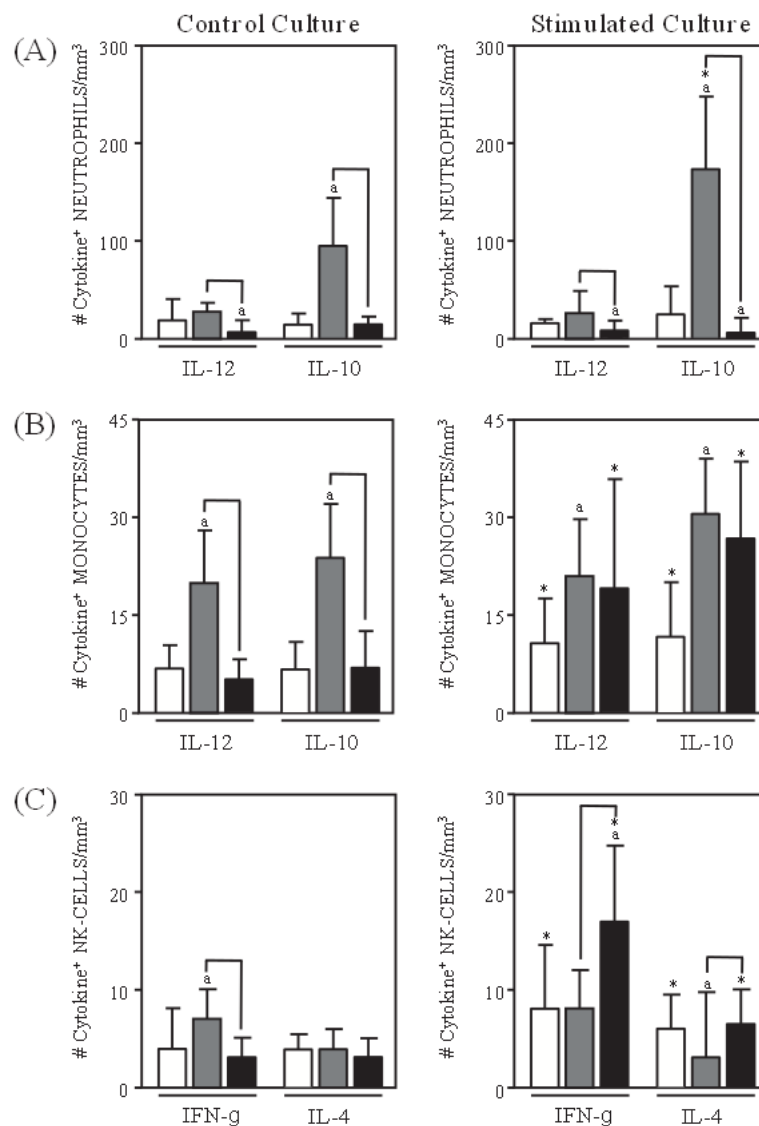 Control Culture
Stimulated Culture
(A)
# Cytokine⁺ NEUTROPHILS/mm³
300
200
100
0
a
a
a
IL-12
IL-10
# Cytokine⁺ NEUTROPHILS/mm³
300
200
100
0
a
*
a
a
IL-12
IL-10
(B)
# Cytokine⁺ MONOCYTES/mm³
45
30
15
0
a
a
IL-12
IL-10
# Cytokine⁺ MONOCYTES/mm³
45
30
15
0
*
a
*
*
a
*
IL-12
IL-10
(C)
# Cytokine⁺ NK-CELLS/mm³
30
20
10
0
a
IFN-g
IL-4
# Cytokine⁺ NK-CELLS/mm³
30
20
10
0
*
*
a
*
a
*
IFN-g
IL-4